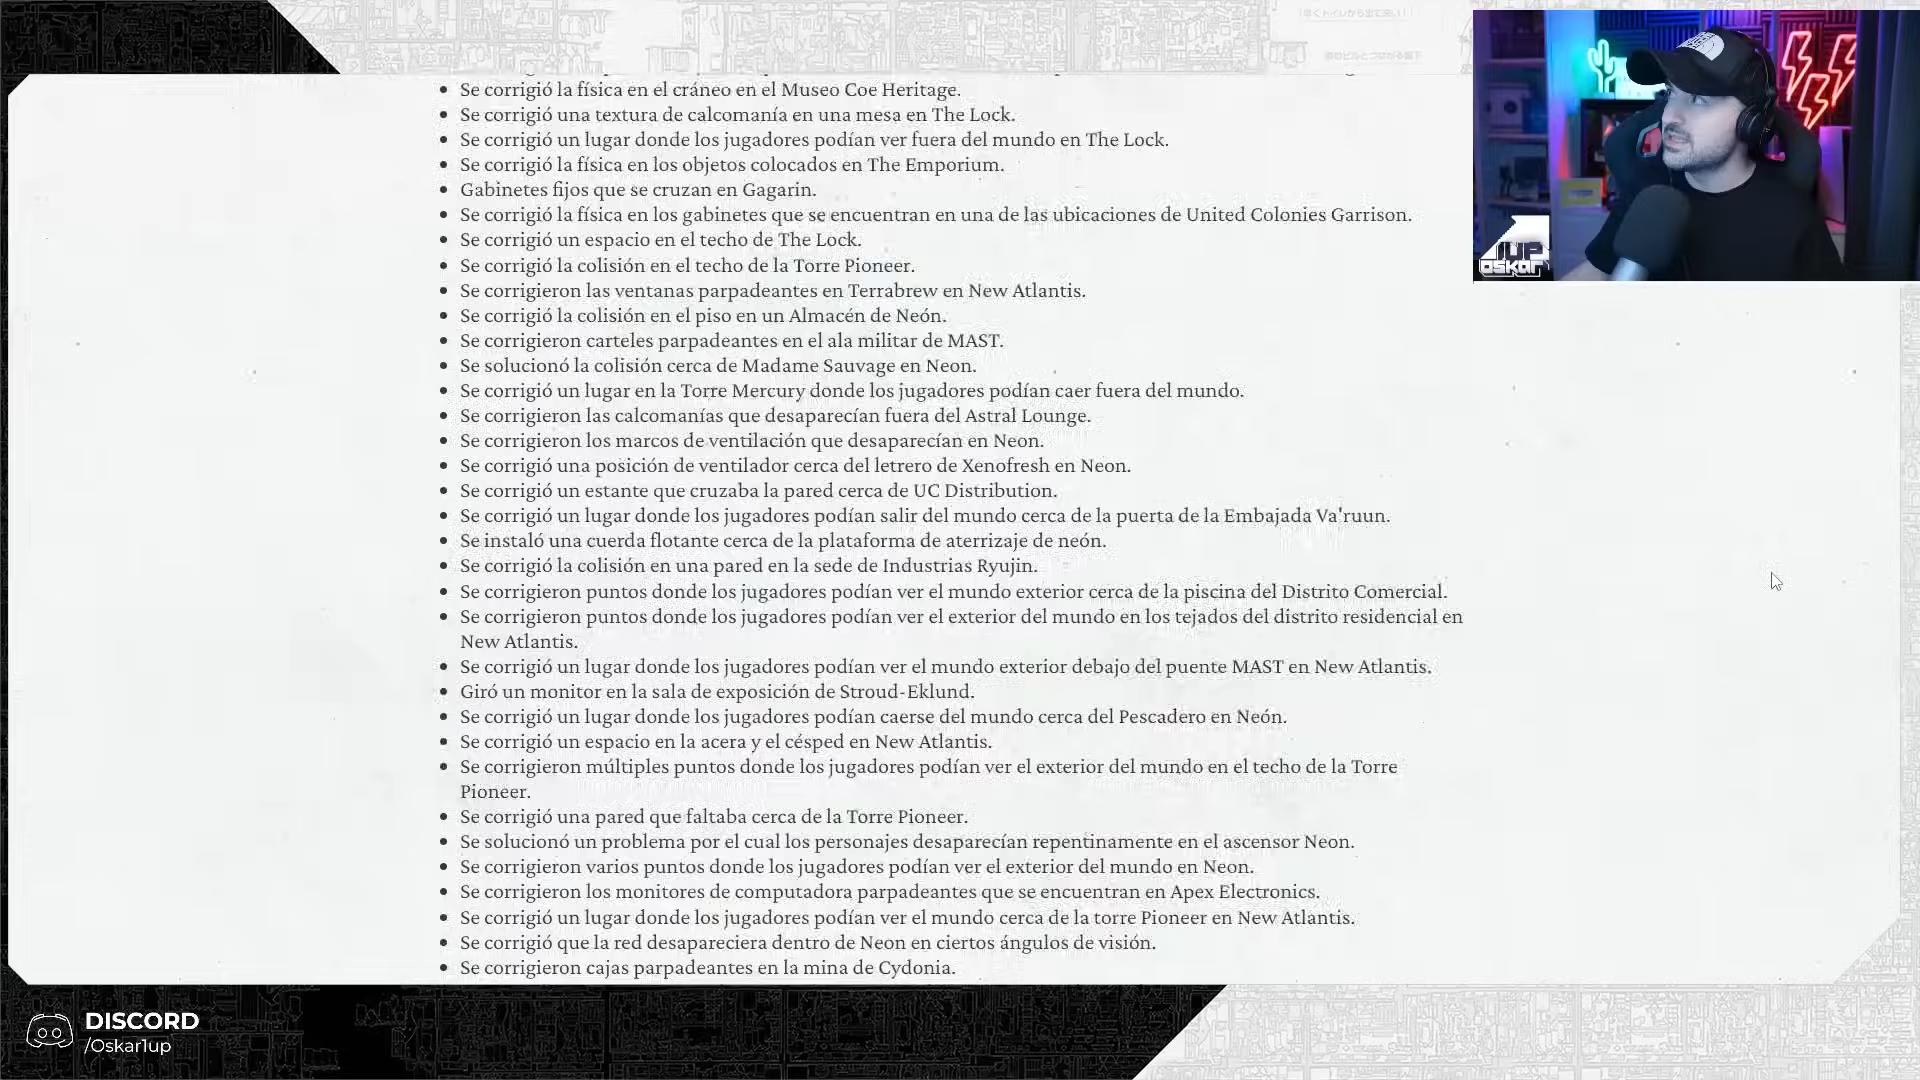 Se corrigió la física en el cráneo en el Museo Coe Heritage.
Se corrigió una textura de calcomanía en una mesa en The Lock.
Se corrigió un lugar donde los jugadores podían ver fuera del mundo en The Lock.
Se corrigió la física en los objetos colocados en The Emporium.
Gabinetes fijos que se cruzan en Gagarin.
Se corrigió la física en los gabinetes que se encuentran en una de las ubicaciones de United Colonies Garrison.
Se corrigió un espacio en el techo de The Lock.
Se corrigió la colisión en el techo de la Torre Pioneer.
Se corrigieron las ventanas parpadeantes en Terrabrew en New Atlantis.
Se corrigió la colisión en el piso en un Almacén de Neón.
Se corrigieron carteles parpadeantes en el ala militar de MAST.
Se solucionó la colisión cerca de Madame Sauvage en Neon.
Se corrigió un lugar en la Torre Mercury donde los jugadores podían caer fuera del mundo.
Se corrigieron las calcomanías que desaparecían fuera del Astral Lounge.
Se corrigieron los marcos de ventilación que desaparecían en Neon.
Se corrigió una posición de ventilador cerca del letrero de Xenofresh en Neon.
Se corrigió un estante que cruzaba la pared cerca de UC Distribution.
Se corrigió un lugar donde los jugadores podían salir del mundo cerca de la puerta de la Embajada Va'ruun.
Se instaló una cuerda flotante cerca de la plataforma de aterrizaje de neón.
Se corrigió la colisión en una pared en la sede de Industrias Ryujin.
Se corrigieron puntos donde los jugadores podían ver el mundo exterior cerca de la piscina del Distrito Comercial.
Se corrigieron puntos donde los jugadores podían ver el exterior del mundo en los tejados del distrito residencial en
New Atlantis.
Se corrigió un lugar donde los jugadores podían ver el mundo exterior debajo del puente MAST en New Atlantis.
Giró un monitor en la sala de exposición de Stroud-Eklund.
Se corrigió un lugar donde los jugadores podían caerse del mundo cerca del Pescadero en Neón.
Se corrigió un espacio en la acera y el césped en New Atlantis.
Se corrigieron múltiples puntos donde los jugadores podían ver el exterior del mundo en el techo de la Torre
Pioneer.
Se corrigió una pared que faltaba cerca de la Torre Pioneer.
Se solucionó un problema por el cual los personajes desaparecían repentinamente en el ascensor Neon.
Se corrigieron varios puntos donde los jugadores podían ver el exterior del mundo en Neon.
Se corrigieron los monitores de computadora parpadeantes que se encuentran en Apex Electronics.
Se corrigió un lugar donde los jugadores podían ver el mundo cerca de la torre Pioneer en New Atlantis.
Se corrigió que la red desapareciera dentro de Neon en ciertos ángulos de visión.
Se corrigieron cajas parpadeantes en la mina de Cydonia.
1UP
oskar
DISCORD
/Oskar1up